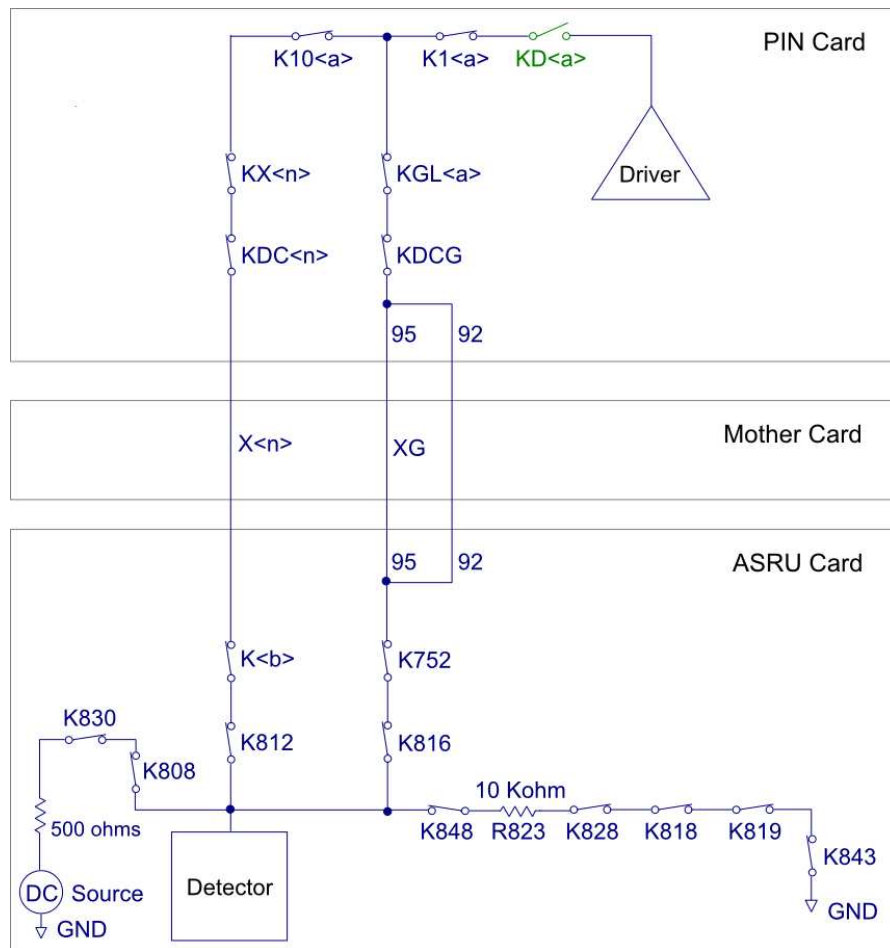 PIN Card
K10<a>
K1<a>
KD<a>
Driver
KX<n>
KGL<a>
KDC<n>
KDCG
95
92
Mother Card
X<n>
XG
ASRU Card
95
92
K<b>
K752
K830
K812
K816
K808
10 Kohm
500 ohms
K848
R823
K828
K818
K819
K843
Detector
DC Source
GND
GND